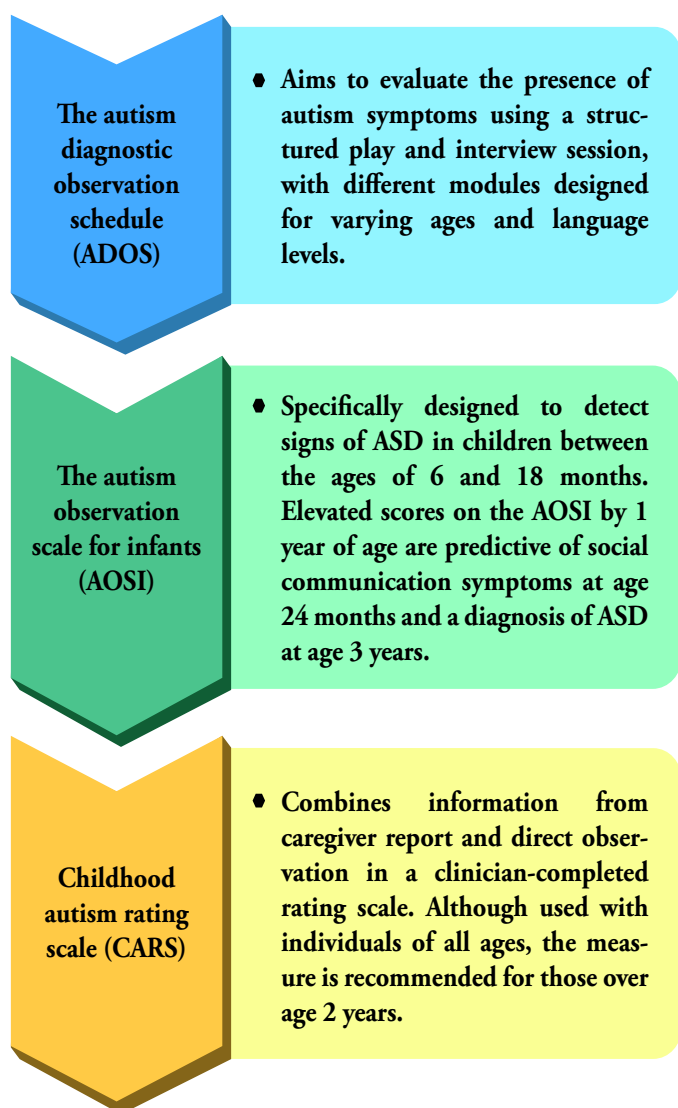 The autism
diagnostic
observation
schedule
(ADOS)
● Aims to evaluate the presence of
autism symptoms using a struc-
tured play and interview session,
with different modules designed
for varying ages and language
levels.
The autism
observation
scale for infants
(AOSI)
● Specifically designed to detect
signs of ASD in children between
the ages of 6 and 18 months.
Elevated scores on the AOSI by 1
year of age are predictive of social
communication symptoms at age
24 months and a diagnosis of ASD
at age 3 years.
Childhood
autism rating
scale (CARS)
● Combines information from
caregiver report and direct obser-
vation in a clinician-completed
rating scale. Although used with
individuals of all ages, the meas-
ure is recommended for those over
age 2 years.